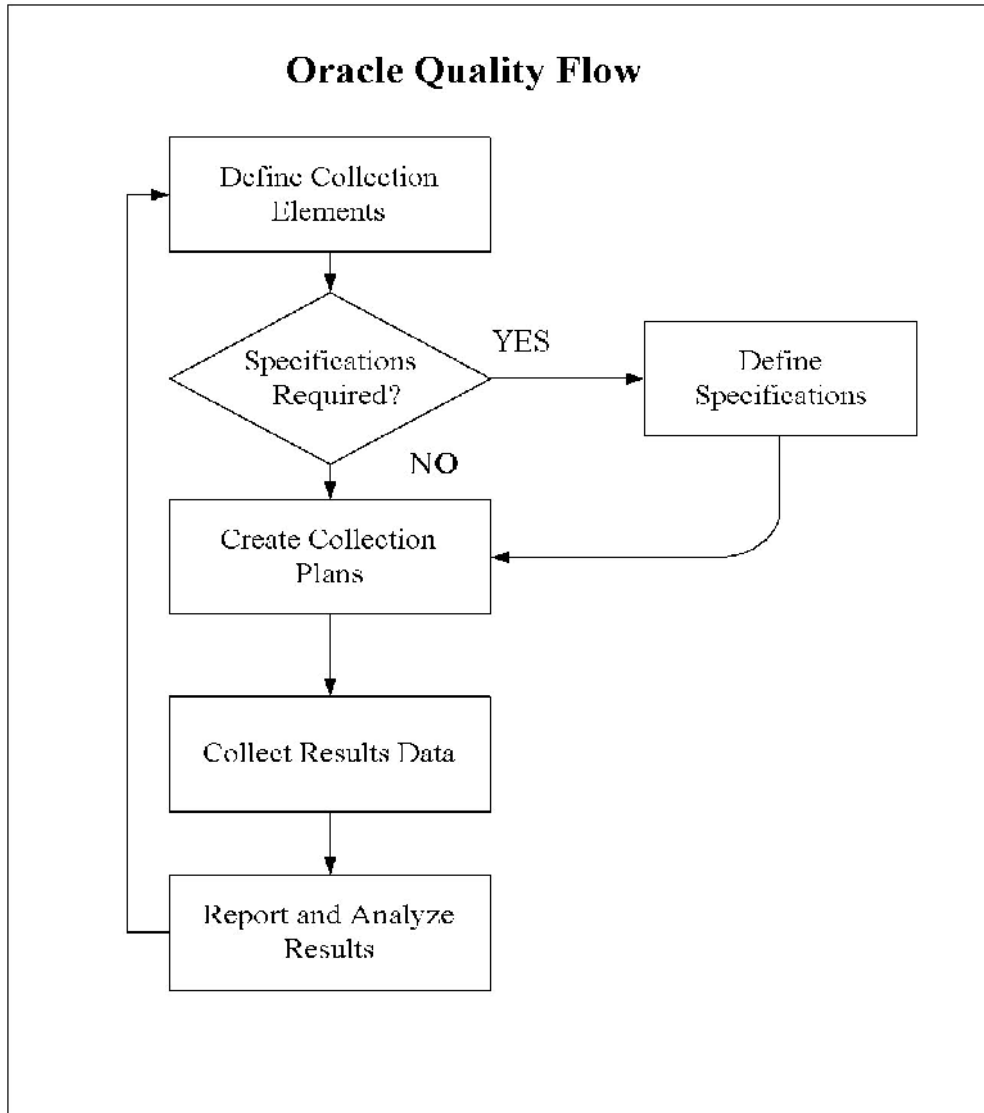 Oracle Quality Flow
Define Collection
Elements
Specifications
Required?
YES
Define
Specifications
NO
Create Collection
Plans
Collect Results Data
Report and Analyze
Results